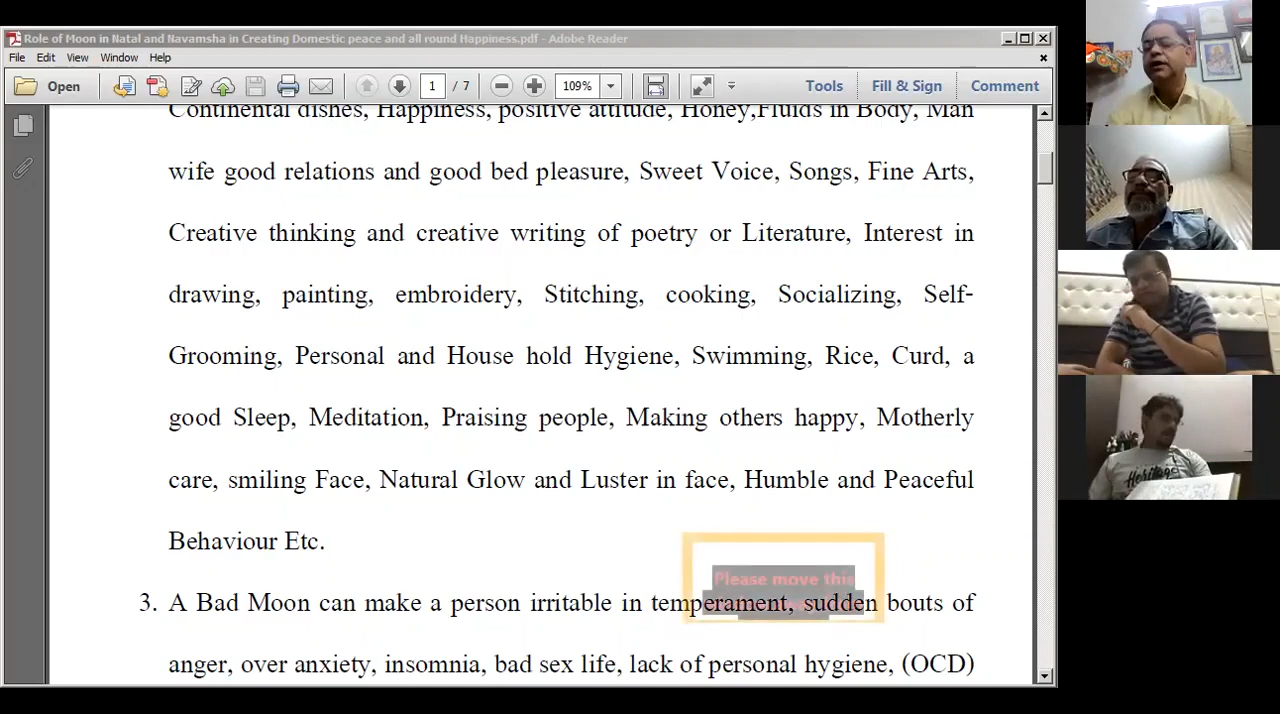 Role of Moon in Natal and Navamsha in Creating Domestic peace and all round Happiness.pdf - Adobe Reader
File Edit View Window Help
Open 1 / 7 109% Tools Fill & Sign Comment
Continental dishes, Happiness, positive attitude, Honey,Fluids in Body, Man
wife good relations and good bed pleasure, Sweet Voice, Songs, Fine Arts,
Creative thinking and creative writing of poetry or Literature, Interest in
drawing, painting, embroidery, Stitching, cooking, Socializing, Self-
Grooming, Personal and House hold Hygiene, Swimming, Rice, Curd, a
good Sleep, Meditation, Praising people, Making others happy, Motherly
care, smiling Face, Natural Glow and Luster in face, Humble and Peaceful
Behaviour Etc.
Please move this
3. A Bad Moon can make a person irritable in temperament, sudden bouts of
anger, over anxiety, insomnia, bad sex life, lack of personal hygiene, (OCD)
Heritage